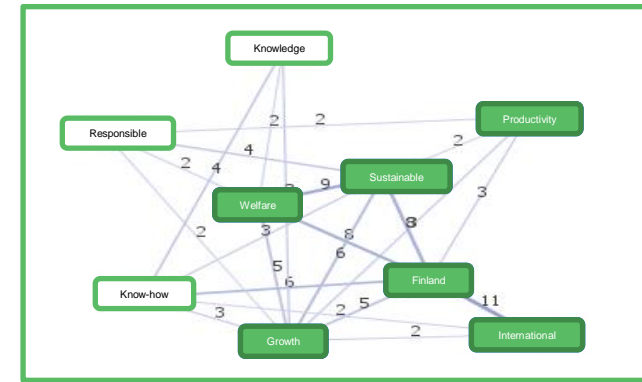 Knowledge
Productivity
2
2
Responsible
2
4
2
4
Sustainable
9
3
Welfare
2
3
8
5
6
6
Finland
Know-how
5
11
3
2
2
International
Growth